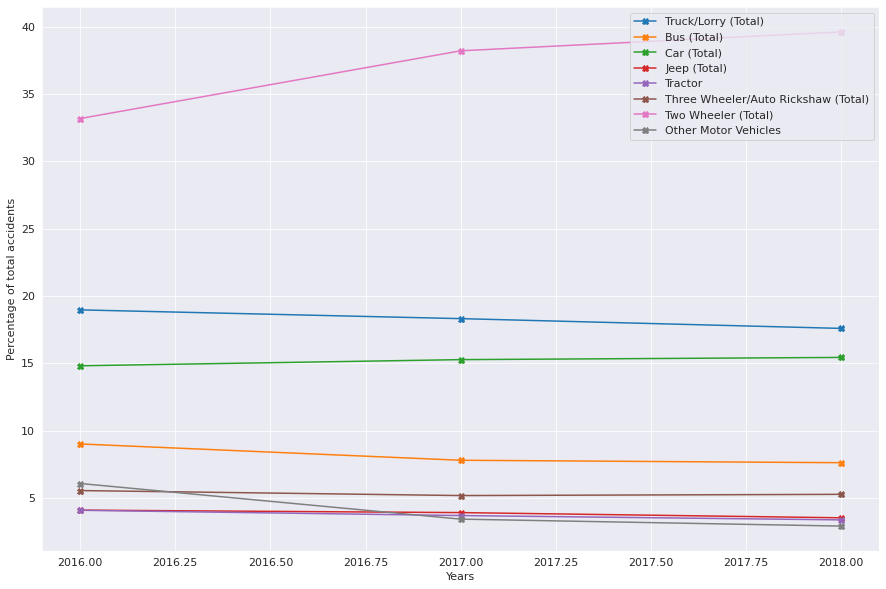 Truck/Lorry (Total)
Bus (Total)
Car (Total)
Jeep (Total)
Tractor
Three Wheeler/Auto Rickshaw (Total)
Two Wheeler (Total)
Other Motor Vehicles
Percentage of total accidents
40
35
30
25
20
15
10
5
2016.00 2016.25 2016.50 2016.75 2017.00 2017.25 2017.50 2017.75 2018.00
Years